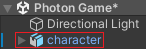 Photon Game*
Directional Light
character